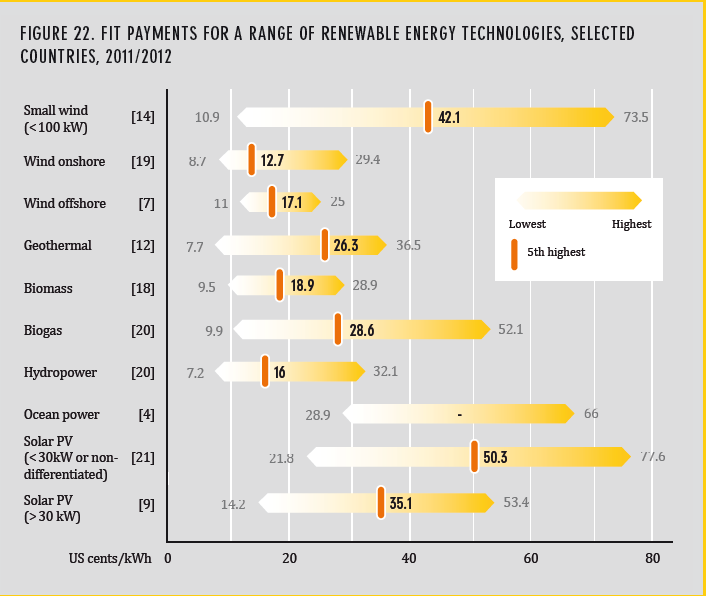 FIGURE 22. FIT PAYMENTS FOR A RANGE OF RENEWABLE ENERGY TECHNOLOGIES, SELECTED
COUNTRIES, 2011/2012
Small wind
(<100 kW)
[14]
10.9
42.1
73.5
Wind onshore
[19]
8.7
12.7
29.4
Wind offshore
[7]
11
17.1
25
Lowest
Highest
5th highest
Geothermal
[12]
7.7
26.3
36.5
Biomass
[18]
9.5
18.9
28.9
Biogas
[20]
9.9
28.6
52.1
Hydropower
[20]
7.2
16
32.1
Ocean power
[4]
28.9
-
66
Solar PV
(<30kW or non-
differentiated)
[21]
21.8
50.3
77.6
Solar PV
(> 30 kW)
[9]
14.2
35.1
53.4
US cents/kWh 0 20 40 60 80